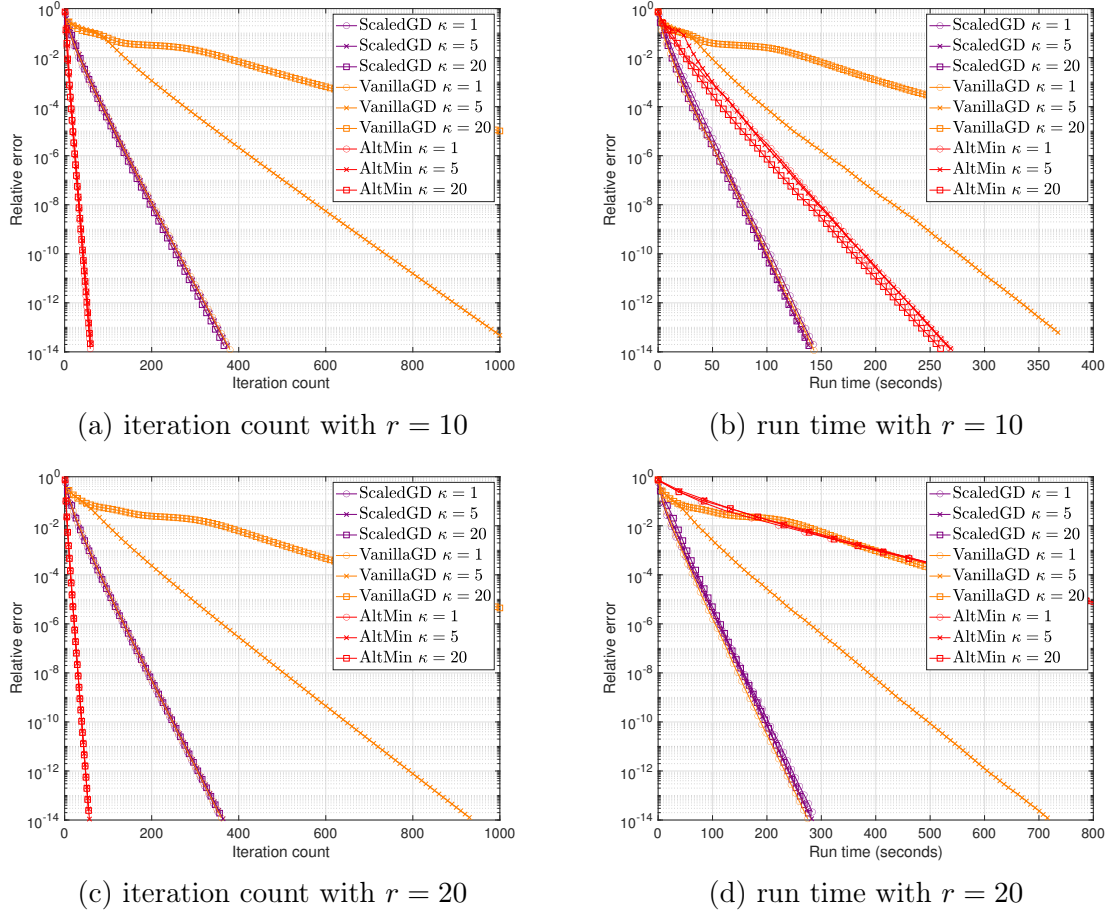 10^0
10^-2
10^-4
10^-6
10^-8
10^-10
10^-12
10^-14
Relative error
0 200 400 600 800 1000
Iteration count
ScaledGD κ = 1
ScaledGD κ = 5
ScaledGD κ = 20
VanillaGD κ = 1
VanillaGD κ = 5
VanillaGD κ = 20
AltMin κ = 1
AltMin κ = 5
AltMin κ = 20
(a) iteration count with r = 10
10^0
10^-2
10^-4
10^-6
10^-8
10^-10
10^-12
10^-14
Relative error
0 50 100 150 200 250 300 350 400
Run time (seconds)
ScaledGD κ = 1
ScaledGD κ = 5
ScaledGD κ = 20
VanillaGD κ = 1
VanillaGD κ = 5
VanillaGD κ = 20
AltMin κ = 1
AltMin κ = 5
AltMin κ = 20
(b) run time with r = 10
10^0
10^-2
10^-4
10^-6
10^-8
10^-10
10^-12
10^-14
Relative error
0 200 400 600 800 1000
Iteration count
ScaledGD κ = 1
ScaledGD κ = 5
ScaledGD κ = 20
VanillaGD κ = 1
VanillaGD κ = 5
VanillaGD κ = 20
AltMin κ = 1
AltMin κ = 5
AltMin κ = 20
(c) iteration count with r = 20
10^0
10^-2
10^-4
10^-6
10^-8
10^-10
10^-12
10^-14
Relative error
0 100 200 300 400 500 600 700 800
Run time (seconds)
ScaledGD κ = 1
ScaledGD κ = 5
ScaledGD κ = 20
VanillaGD κ = 1
VanillaGD κ = 5
VanillaGD κ = 20
AltMin κ = 1
AltMin κ = 5
AltMin κ = 20
(d) run time with r = 20